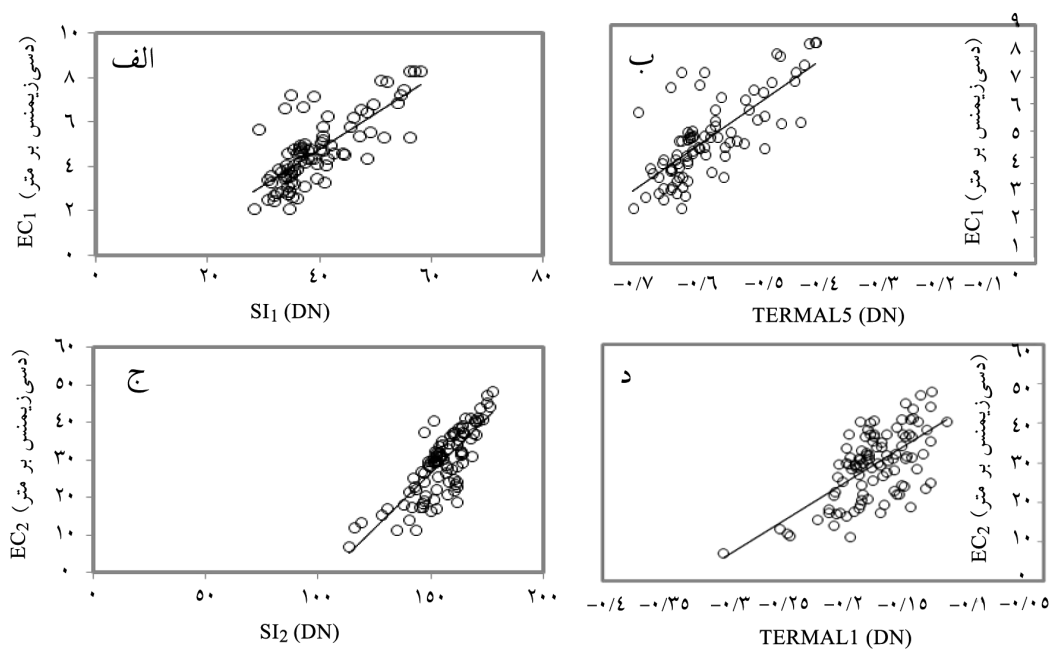 الف
EC1 (دسی‌زیمنس بر متر)
۱۰
۸
۶
۴
۲
۰
۰ ۲۰ ۴۰ ۶۰ ۸۰
SI1 (DN)
ب
EC1 (دسی‌زیمنس بر متر)
۹
۸
۷
۶
۵
۴
۳
۲
۱
۰
−۰/۷ −۰/۶ −۰/۵ −۰/۴ −۰/۳ −۰/۲ −۰/۱
TERMAL5 (DN)
ج
EC2 (دسی‌زیمنس بر متر)
۶۰
۵۰
۴۰
۳۰
۲۰
۱۰
۰
۰ ۵۰ ۱۰۰ ۱۵۰ ۲۰۰
SI2 (DN)
د
EC2 (دسی‌زیمنس بر متر)
۶۰
۵۰
۴۰
۳۰
۲۰
۱۰
۰
−۰/۴ −۰/۳۵ −۰/۳ −۰/۲۵ −۰/۲ −۰/۱۵ −۰/۱ −۰/۰۵
TERMAL1 (DN)